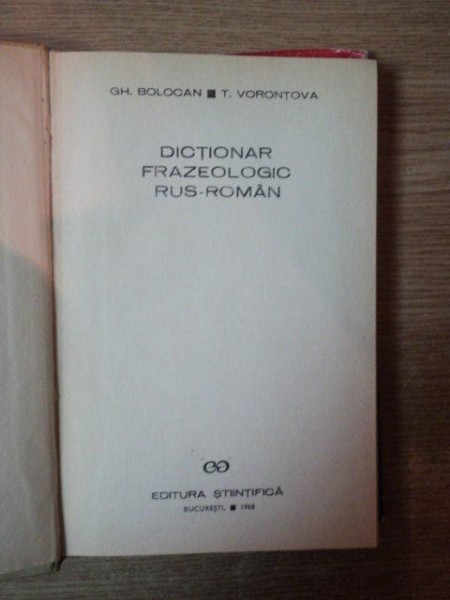 GH. BOLOCAN ■ T. VORONȚOVA
DICȚIONAR
FRAZEOLOGIC
RUS-ROMÂN
EDITURA ȘTIINȚIFICĂ
BUCUREȘTI, ■ 1968